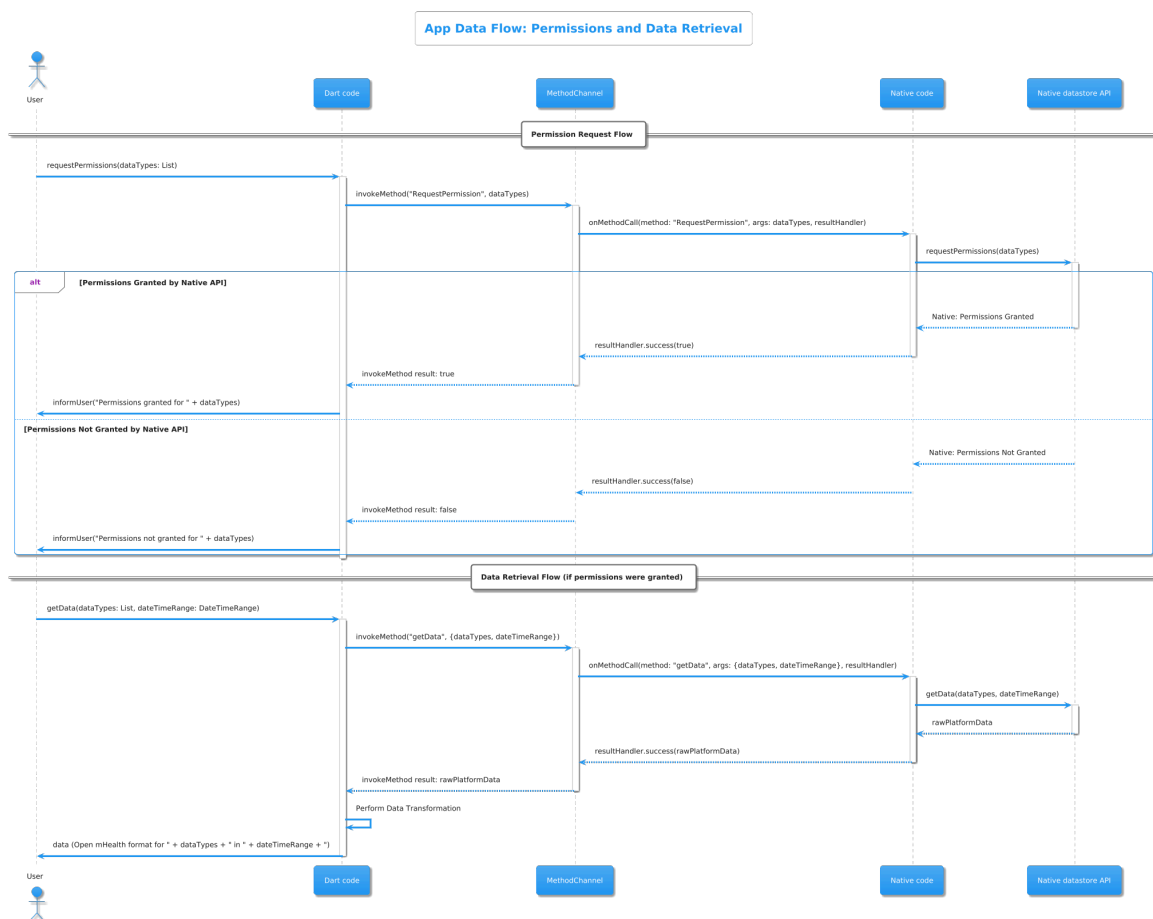 App Data Flow: Permissions and Data Retrieval
User
Dart code
MethodChannel
Native code
Native datastore API
Permission Request Flow
requestPermissions(dataTypes: List)
invokeMethod("RequestPermission", dataTypes)
onMethodCall(method: "RequestPermission", args: dataTypes, resultHandler)
requestPermissions(dataTypes)
alt
[Permissions Granted by Native API]
Native: Permissions Granted
resultHandler.success(true)
invokeMethod result: true
informUser("Permissions granted for " + dataTypes)
[Permissions Not Granted by Native API]
Native: Permissions Not Granted
resultHandler.success(false)
invokeMethod result: false
informUser("Permissions not granted for " + dataTypes)
Data Retrieval Flow (if permissions were granted)
getData(dataTypes: List, dateTimeRange: DateTimeRange)
invokeMethod("getData", {dataTypes, dateTimeRange})
onMethodCall(method: "getData", args: {dataTypes, dateTimeRange}, resultHandler)
getData(dataTypes, dateTimeRange)
rawPlatformData
resultHandler.success(rawPlatformData)
invokeMethod result: rawPlatformData
Perform Data Transformation
data (Open mHealth format for " + dataTypes + " in " + dateTimeRange + ")
User
Dart code
MethodChannel
Native code
Native datastore API